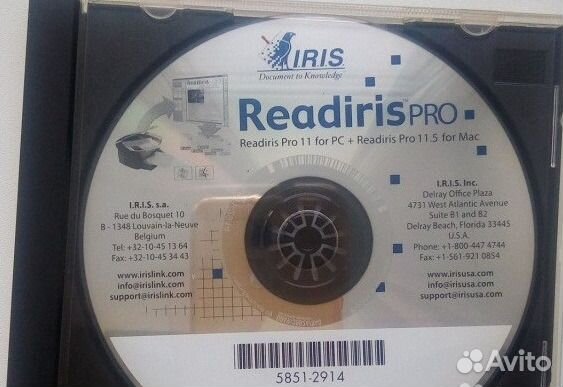 IRIS
Document to Knowledge
Readiris PRO
Readiris Pro 11 for PC + Readiris Pro 11.5 for Mac
I.R.I.S. s.a.
Rue du Bosquet 10
B - 1348 Louvain-la-Neuve
Belgium
Tel: +32-10-45 13 64
Fax: +32-10-45 34 43
www.irislink.com
info@irislink.com
support@irislink.com
I.R.I.S. Inc.
Delray Office Plaza
4731 West Atlantic Avenue
Suite B1 and B2
Delray Beach, Florida 33445
U.S.A.
Phone: +1-800-447 4744
Fax: +1-561-921 0854
www.irisusa.com
info@irisusa.com
support@irisusa.com
5851-2914
Avito